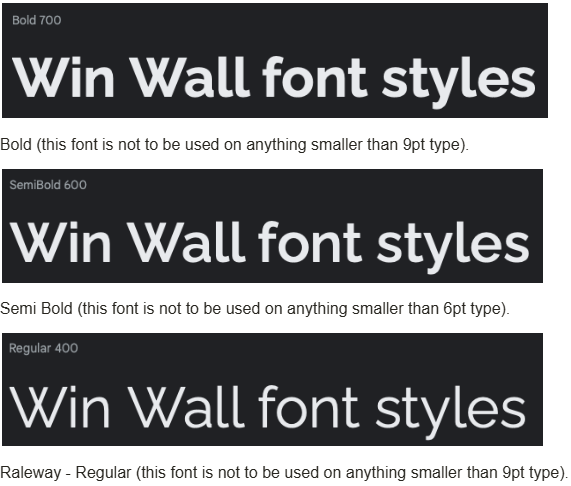 Bold 700
Win Wall font styles
Bold (this font is not to be used on anything smaller than 9pt type).
SemiBold 600
Win Wall font styles
Semi Bold (this font is not to be used on anything smaller than 6pt type).
Regular 400
Win Wall font styles
Raleway - Regular (this font is not to be used on anything smaller than 9pt type).